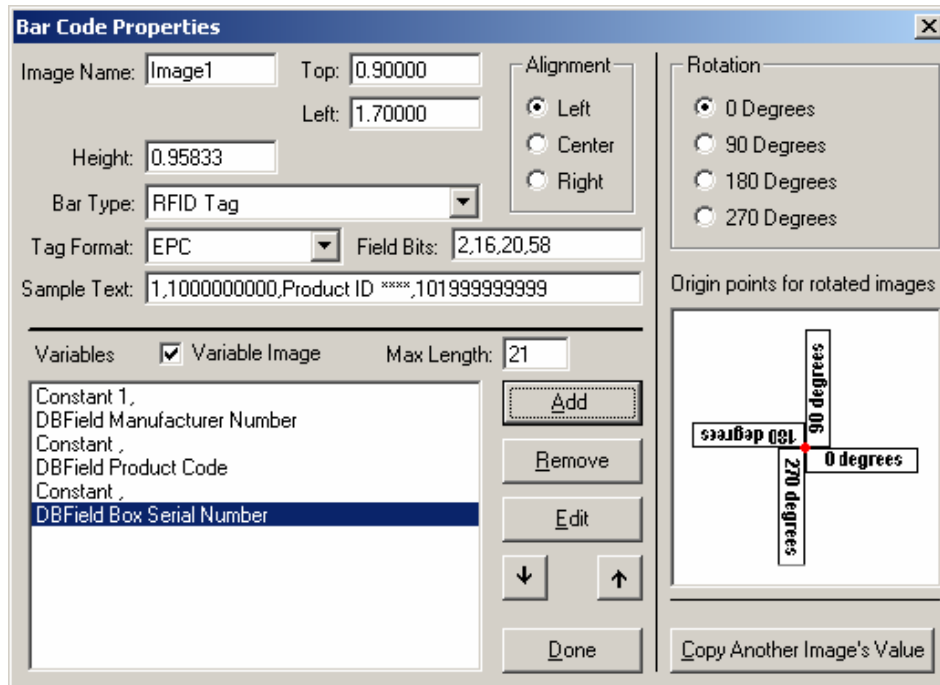 Bar Code Properties
Image Name: Image1
Top: 0.90000
Left: 1.70000
Height: 0.95833
Bar Type: RFID Tag
Tag Format: EPC
Field Bits: 2,16,20,58
Sample Text: 1,1000000000,Product ID ****,101999999999
Alignment
Left
Center
Right
Rotation
0 Degrees
90 Degrees
180 Degrees
270 Degrees
Variables
Variable Image
Max Length: 21
Constant 1,
DBField Manufacturer Number
Constant ,
DBField Product Code
Constant ,
DBField Box Serial Number
Add
Remove
Edit
Done
Origin points for rotated images
90 degrees
180 degrees
0 degrees
270 degrees
Copy Another Image's Value